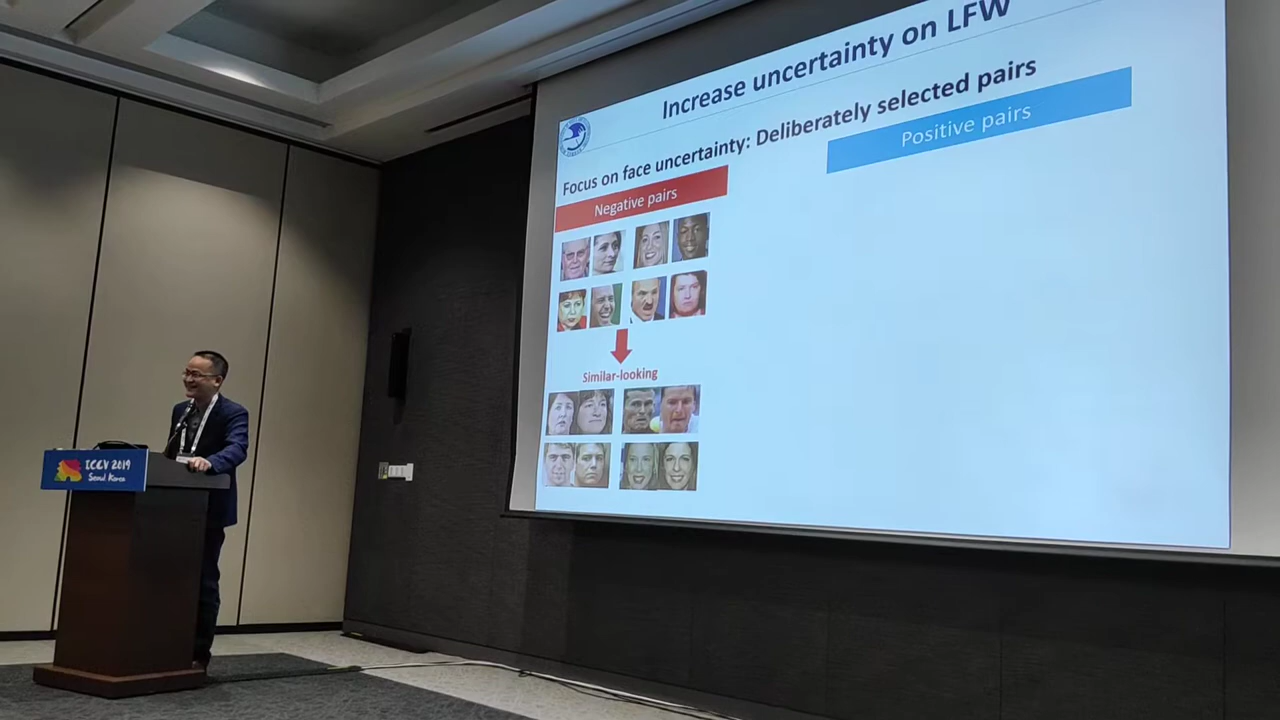 Increase uncertainty on LFW
Focus on face uncertainty: Deliberately selected pairs
Negative pairs
Positive pairs
Similar-looking
ICCV 2019
Seoul, Korea